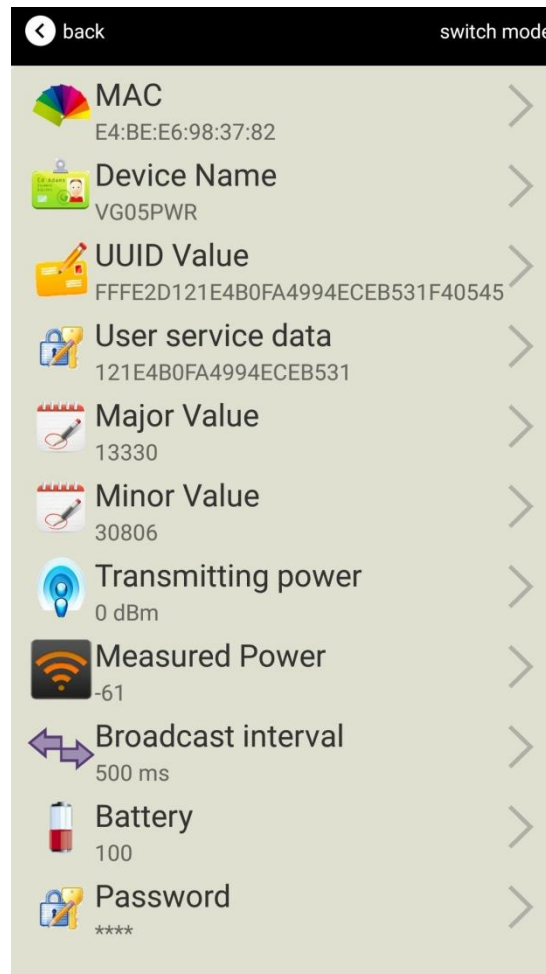 back
switch mode
MAC
E4:BE:E6:98:37:82
Device Name
VG05PWR
UUID Value
FFFE2D121E4B0FA4994ECEB531F40545
User service data
121E4B0FA4994ECEB531
Major Value
13330
Minor Value
30806
Transmitting power
0 dBm
Measured Power
-61
Broadcast interval
500 ms
Battery
100
Password
****